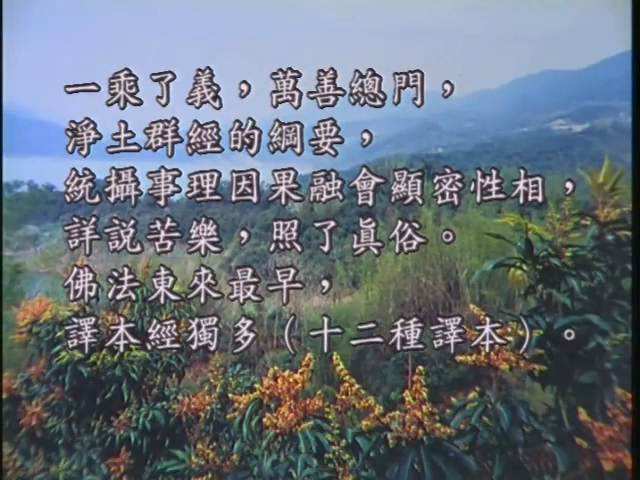 一乘了義，萬善總門，
淨土群經的綱要，
統攝事理因果融會顯密性相，
詳說苦樂，照了眞俗。
佛法東來最早，
譯本經獨多（十二種譯本）。